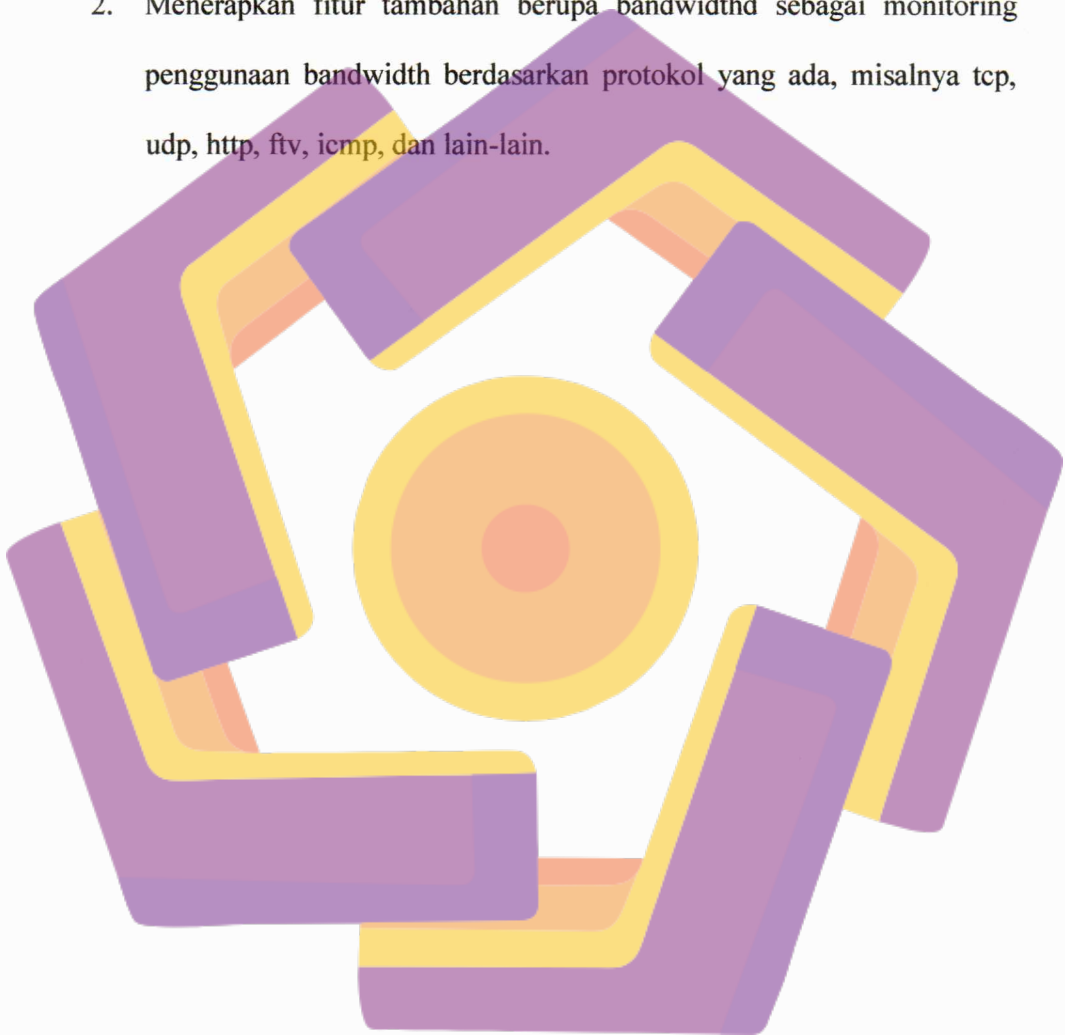 2. Menerapkan fitur tambahan berupa bandwidthd sebagai monitoring
penggunaan bandwidth berdasarkan protokol yang ada, misalnya tcp,
udp, http, ftv, icmp, dan lain-lain.